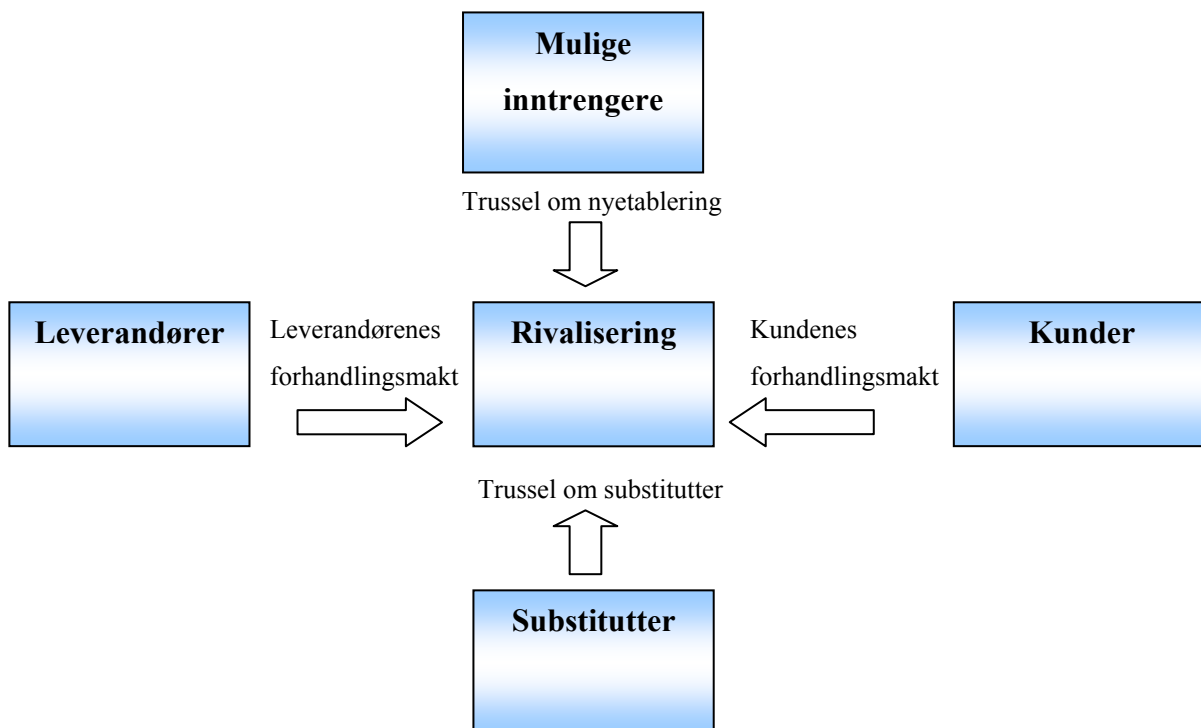 Mulige
inntrengere
Trussel om nyetablering
Leverandører
Leverandørenes
forhandlingsmakt
Rivalisering
Kundenes
forhandlingsmakt
Kunder
Trussel om substitutter
Substitutter